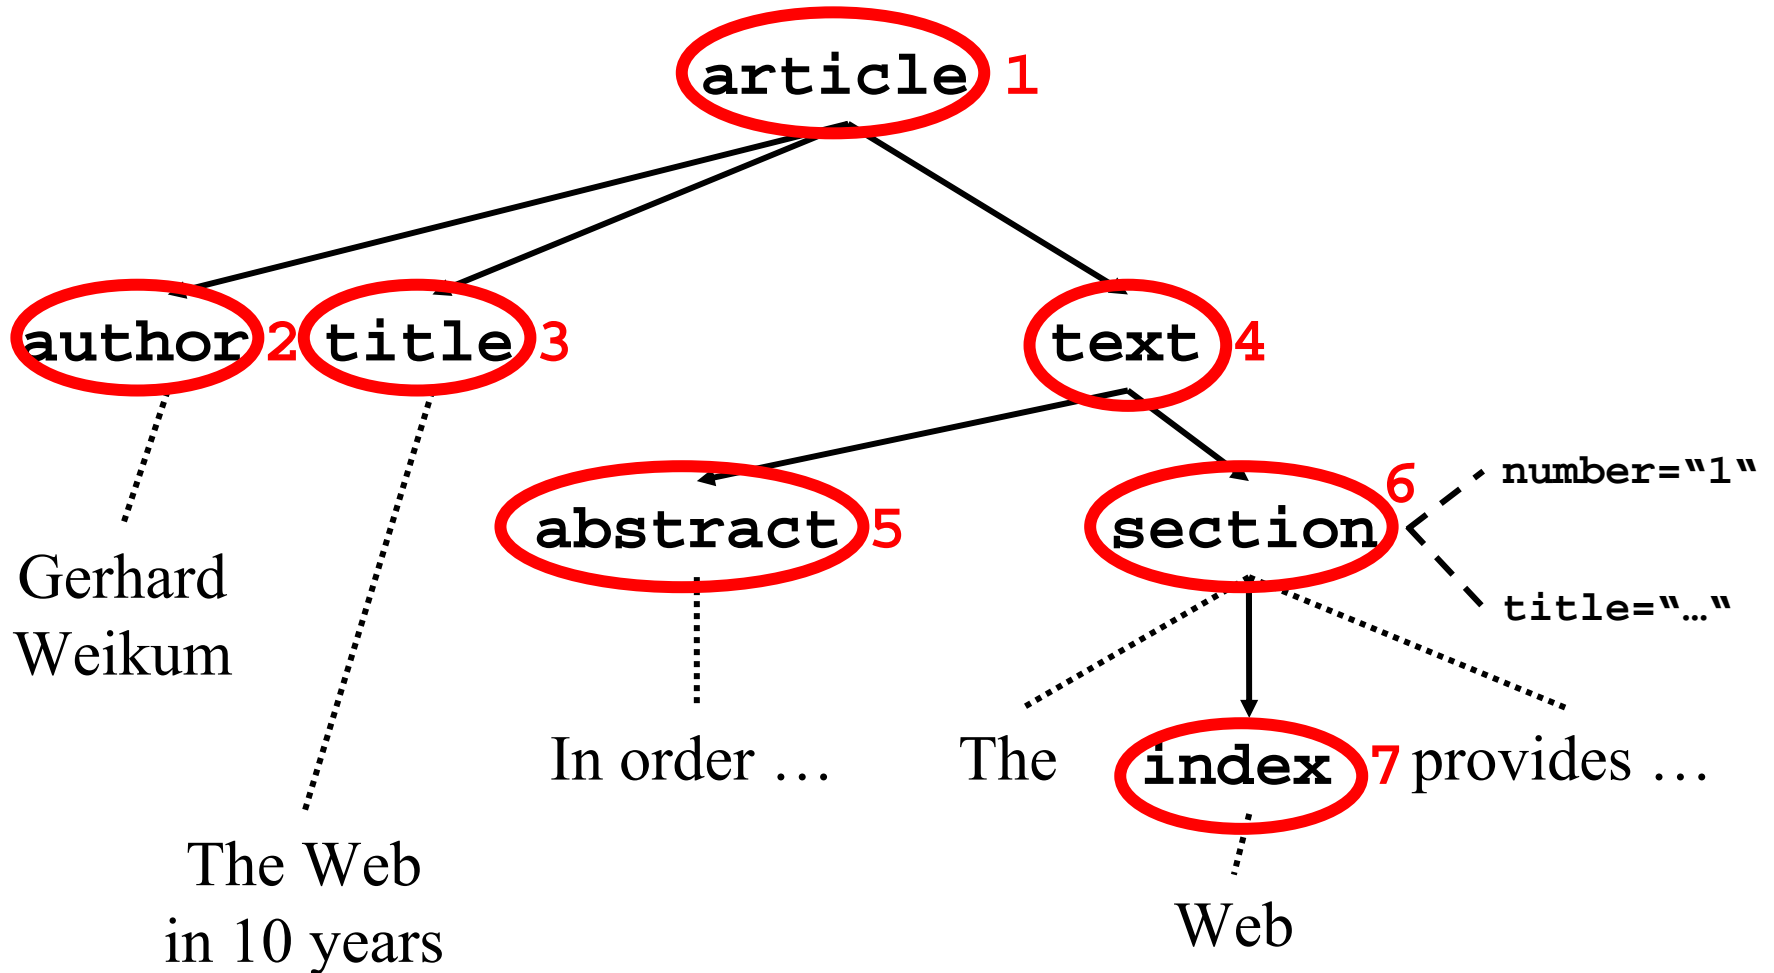 article 1
author 2 title 3 text 4
number=“1“
abstract 5 section 6
title=“…“
Gerhard
Weikum
In order … The index 7 provides …
The Web
in 10 years
Web